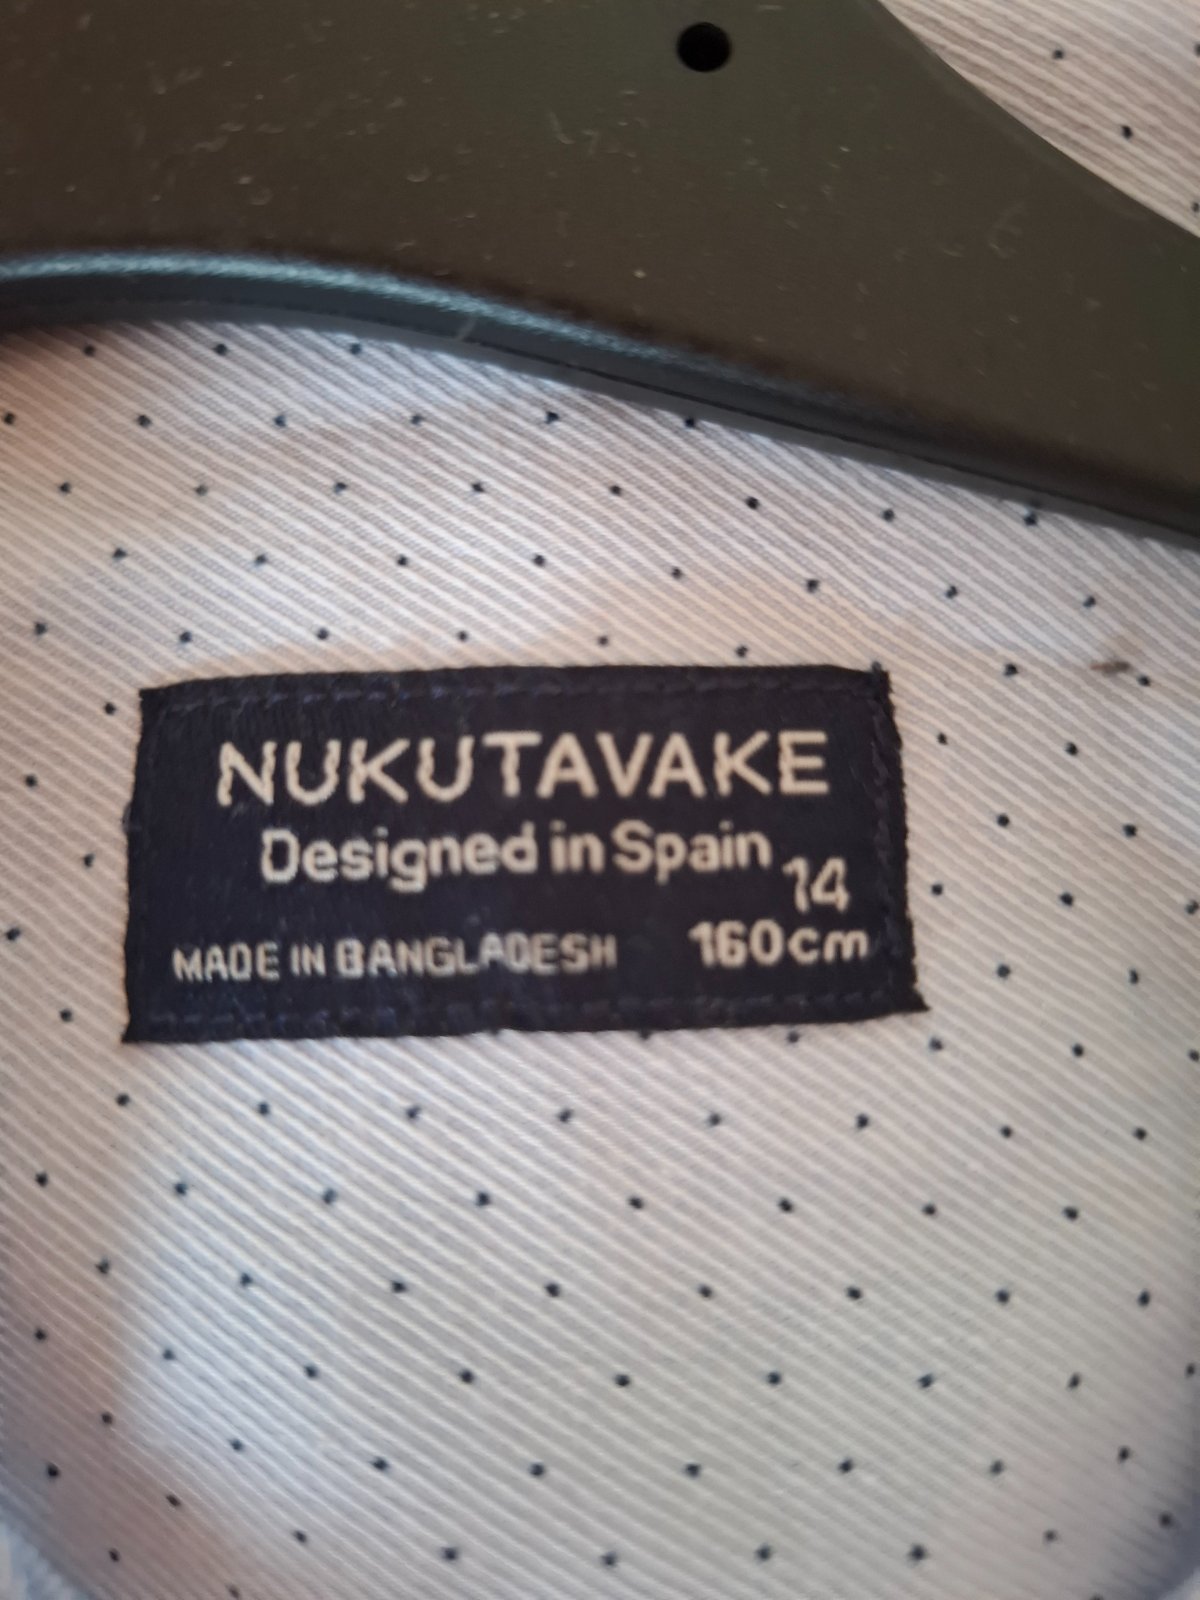 NUKUTAVAKE
Designed in Spain
14
MADE IN BANGLADESH
160cm